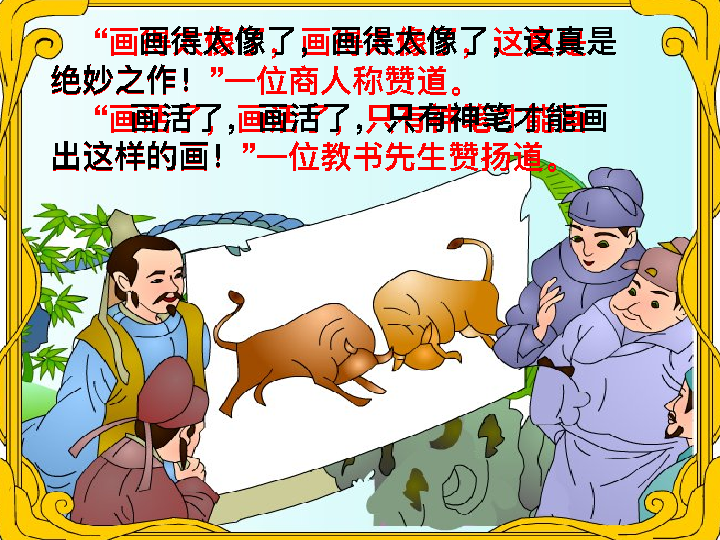 “画得太像了，画得太像了，这真是
绝妙之作！”一位商人称赞道。
“画活了，画活了，只有神笔才能画
出这样的画！”一位教书先生赞扬道。